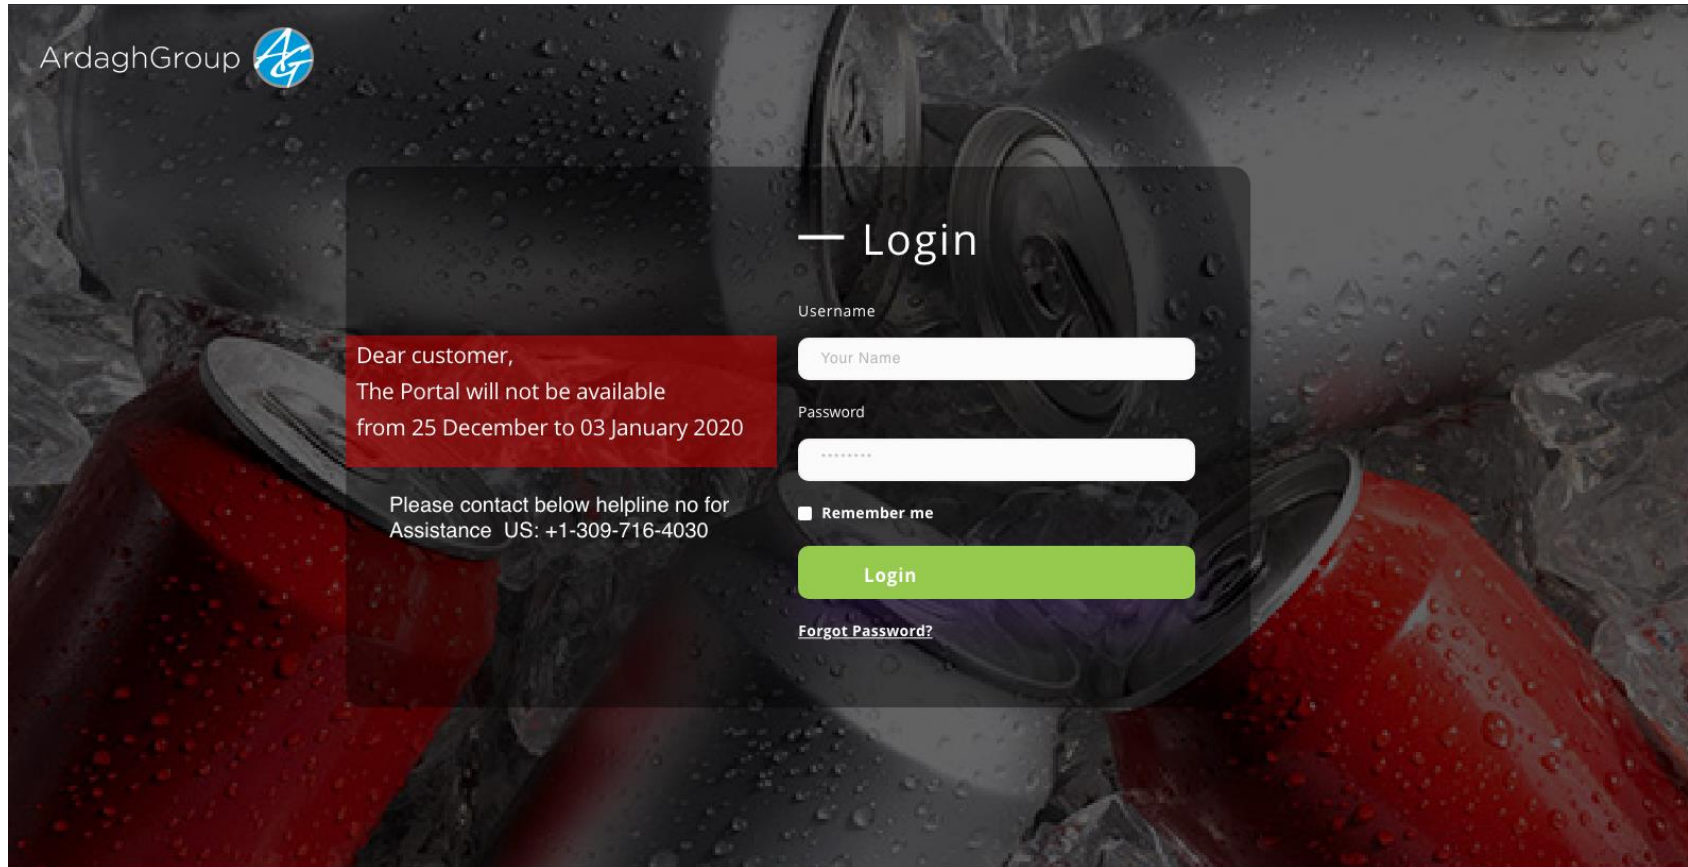 ArdaghGroup AG
Login
Dear customer,
The Portal will not be available
from 25 December to 03 January 2020
Please contact below helpline no for
Assistance US: +1-309-716-4030
Username
Your Name
Password
Remember me
Login
Forgot Password?